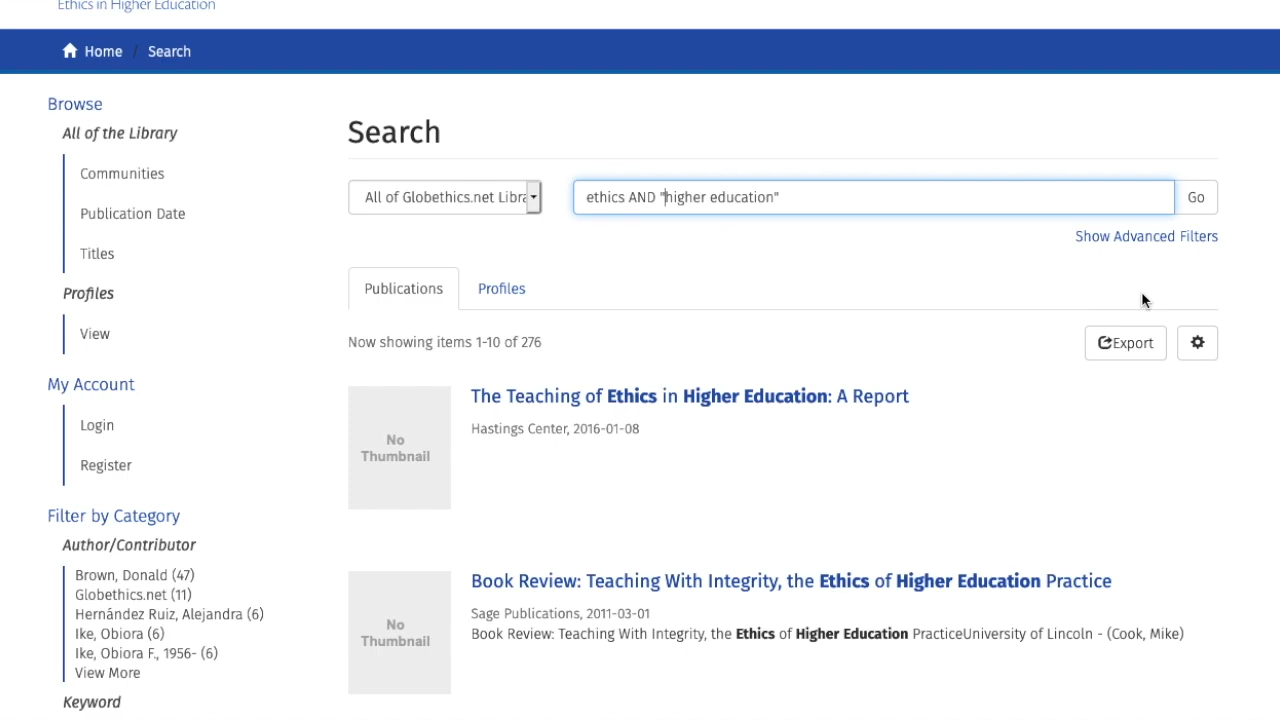 Ethics in Higher Education
Home / Search
Browse
All of the Library
Communities
Publication Date
Titles
Profiles
View
My Account
Login
Register
Filter by Category
Author/Contributor
Brown, Donald (47)
Globethics.net (11)
Hernández Ruiz, Alejandra (6)
Ike, Obiora (6)
Ike, Obiora F., 1956- (6)
View More
Keyword
Search
All of Globethics.net Libra
ethics AND "higher education"
Go
Show Advanced Filters
Publications
Profiles
Now showing items 1-10 of 276
Export
No
Thumbnail
The Teaching of Ethics in Higher Education: A Report
Hastings Center, 2016-01-08
No
Thumbnail
Book Review: Teaching With Integrity, the Ethics of Higher Education Practice
Sage Publications, 2011-03-01
Book Review: Teaching With Integrity, the Ethics of Higher Education PracticeUniversity of Lincoln - (Cook, Mike)